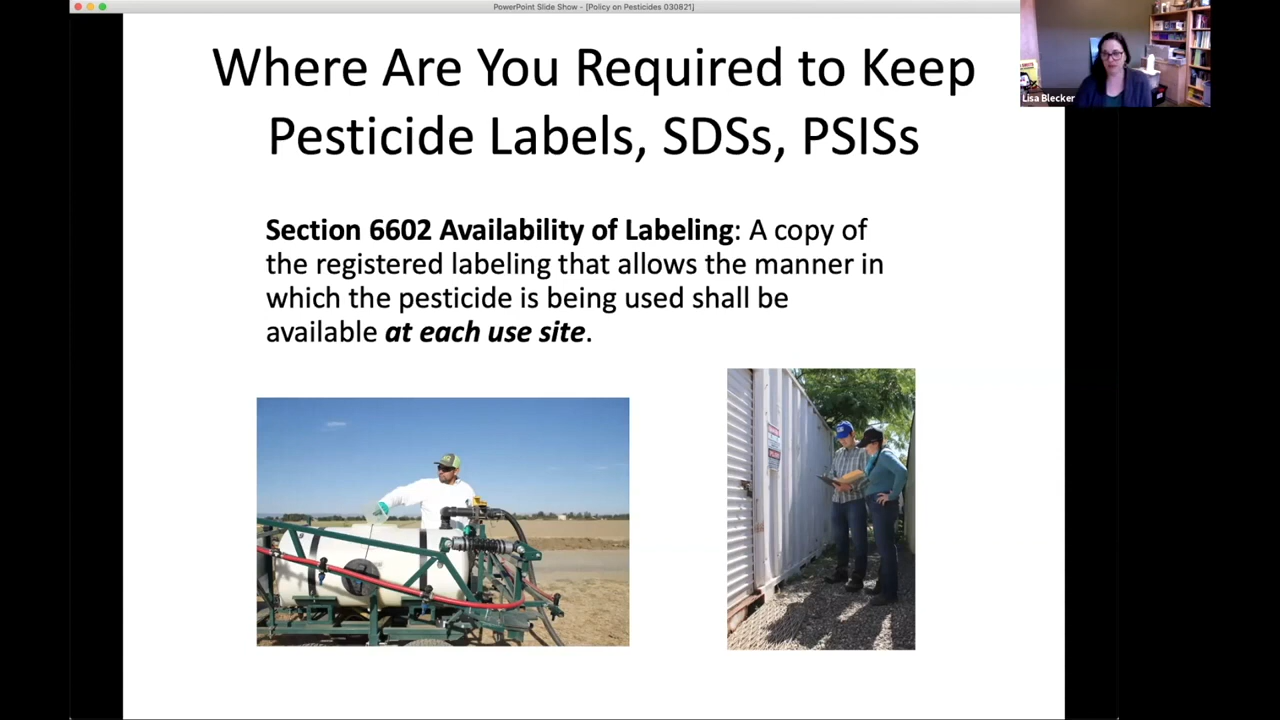 PowerPoint Slide Show - [Policy on Pesticides 030821]
Where Are You Required to Keep
Pesticide Labels, SDSs, PSISs
Lisa Blecker
Section 6602 Availability of Labeling: A copy of
the registered labeling that allows the manner in
which the pesticide is being used shall be
available at each use site.